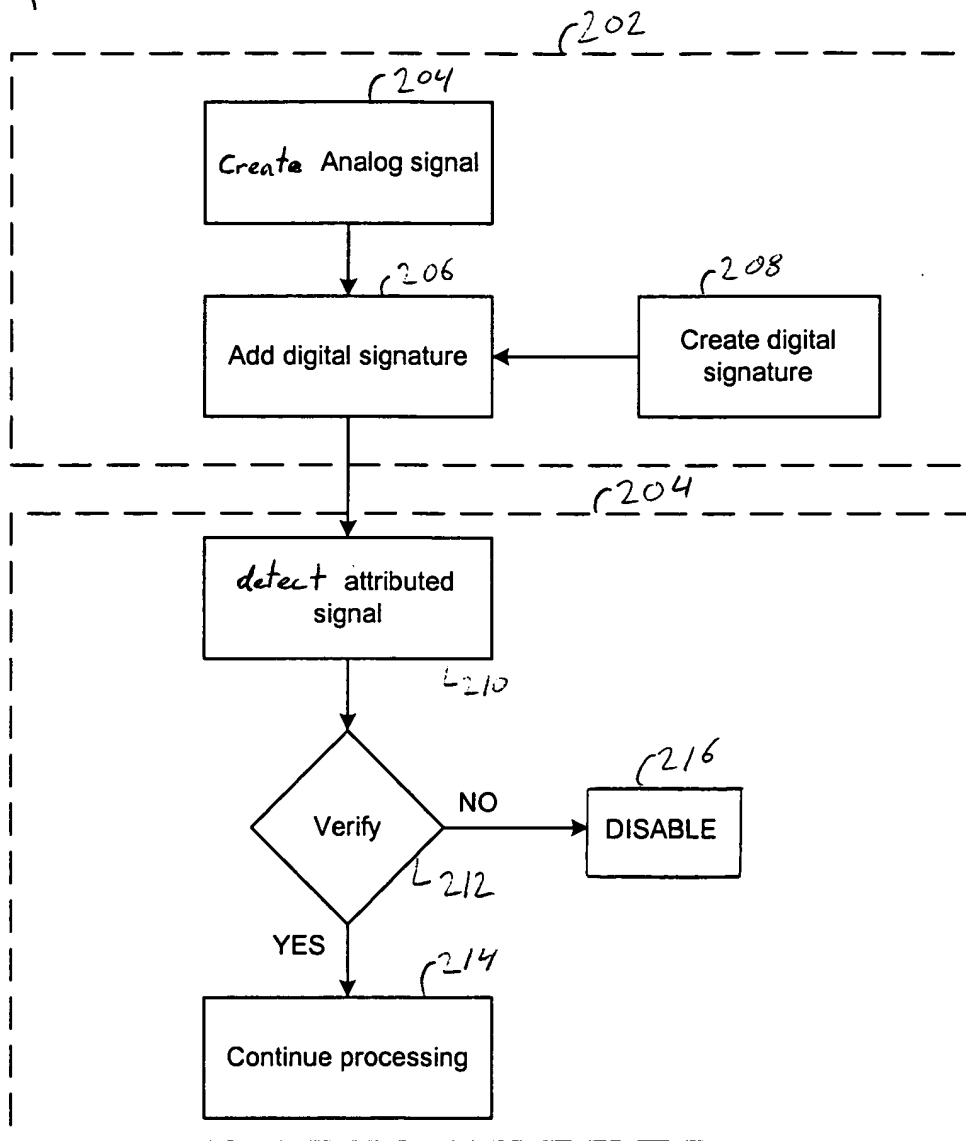 202
204
Create Analog signal
206
208
Add digital signature
Create digital
signature
204
detect attributed
signal
210
216
Verify
NO
DISABLE
212
YES
214
Continue processing